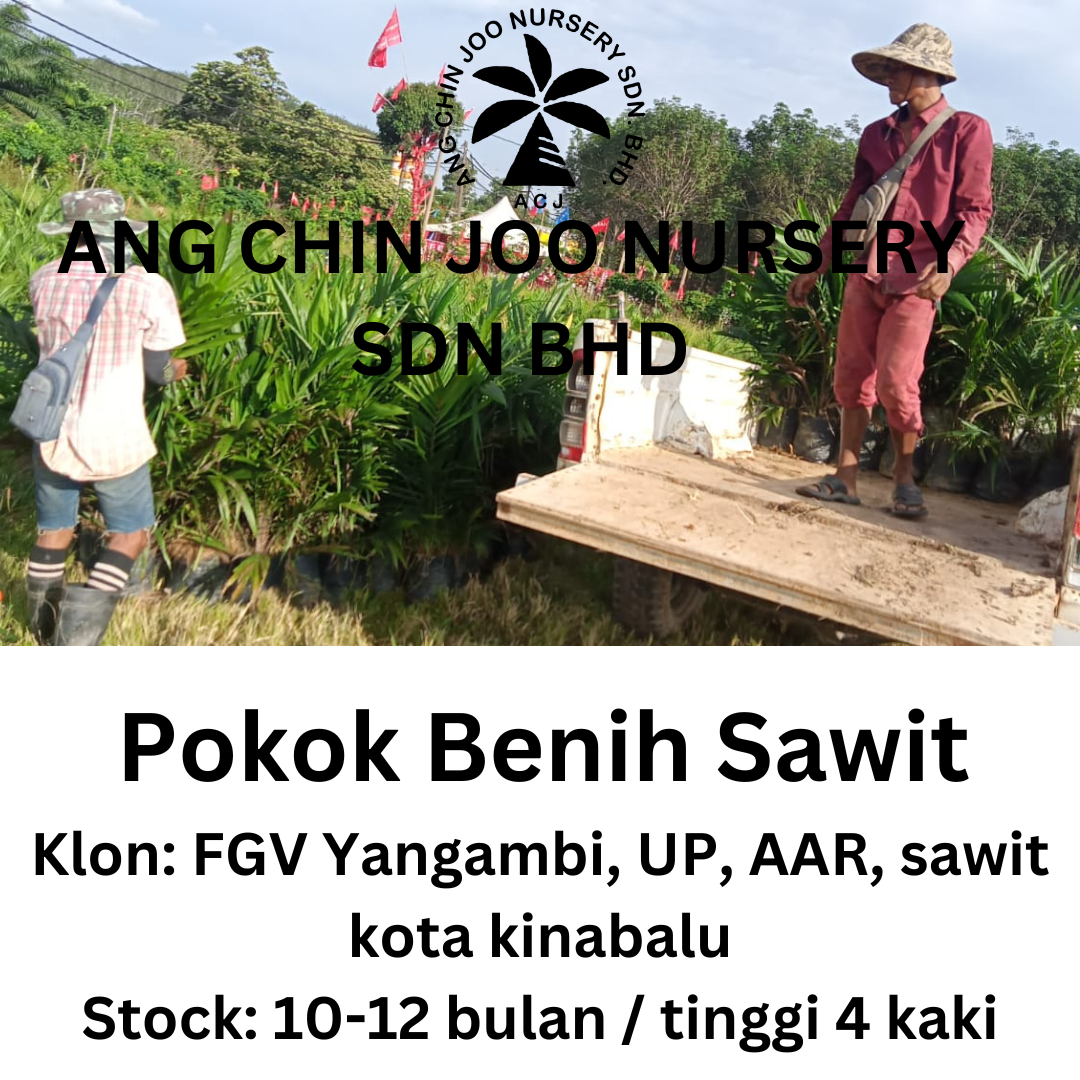 ANG CHIN JOO NURSERY SDN. BHD.
ACJ
ANG CHIN JOO NURSERY
SDN BHD
Pokok Benih Sawit
Klon: FGV Yangambi, UP, AAR, sawit
kota kinabalu
Stock: 10-12 bulan / tinggi 4 kaki